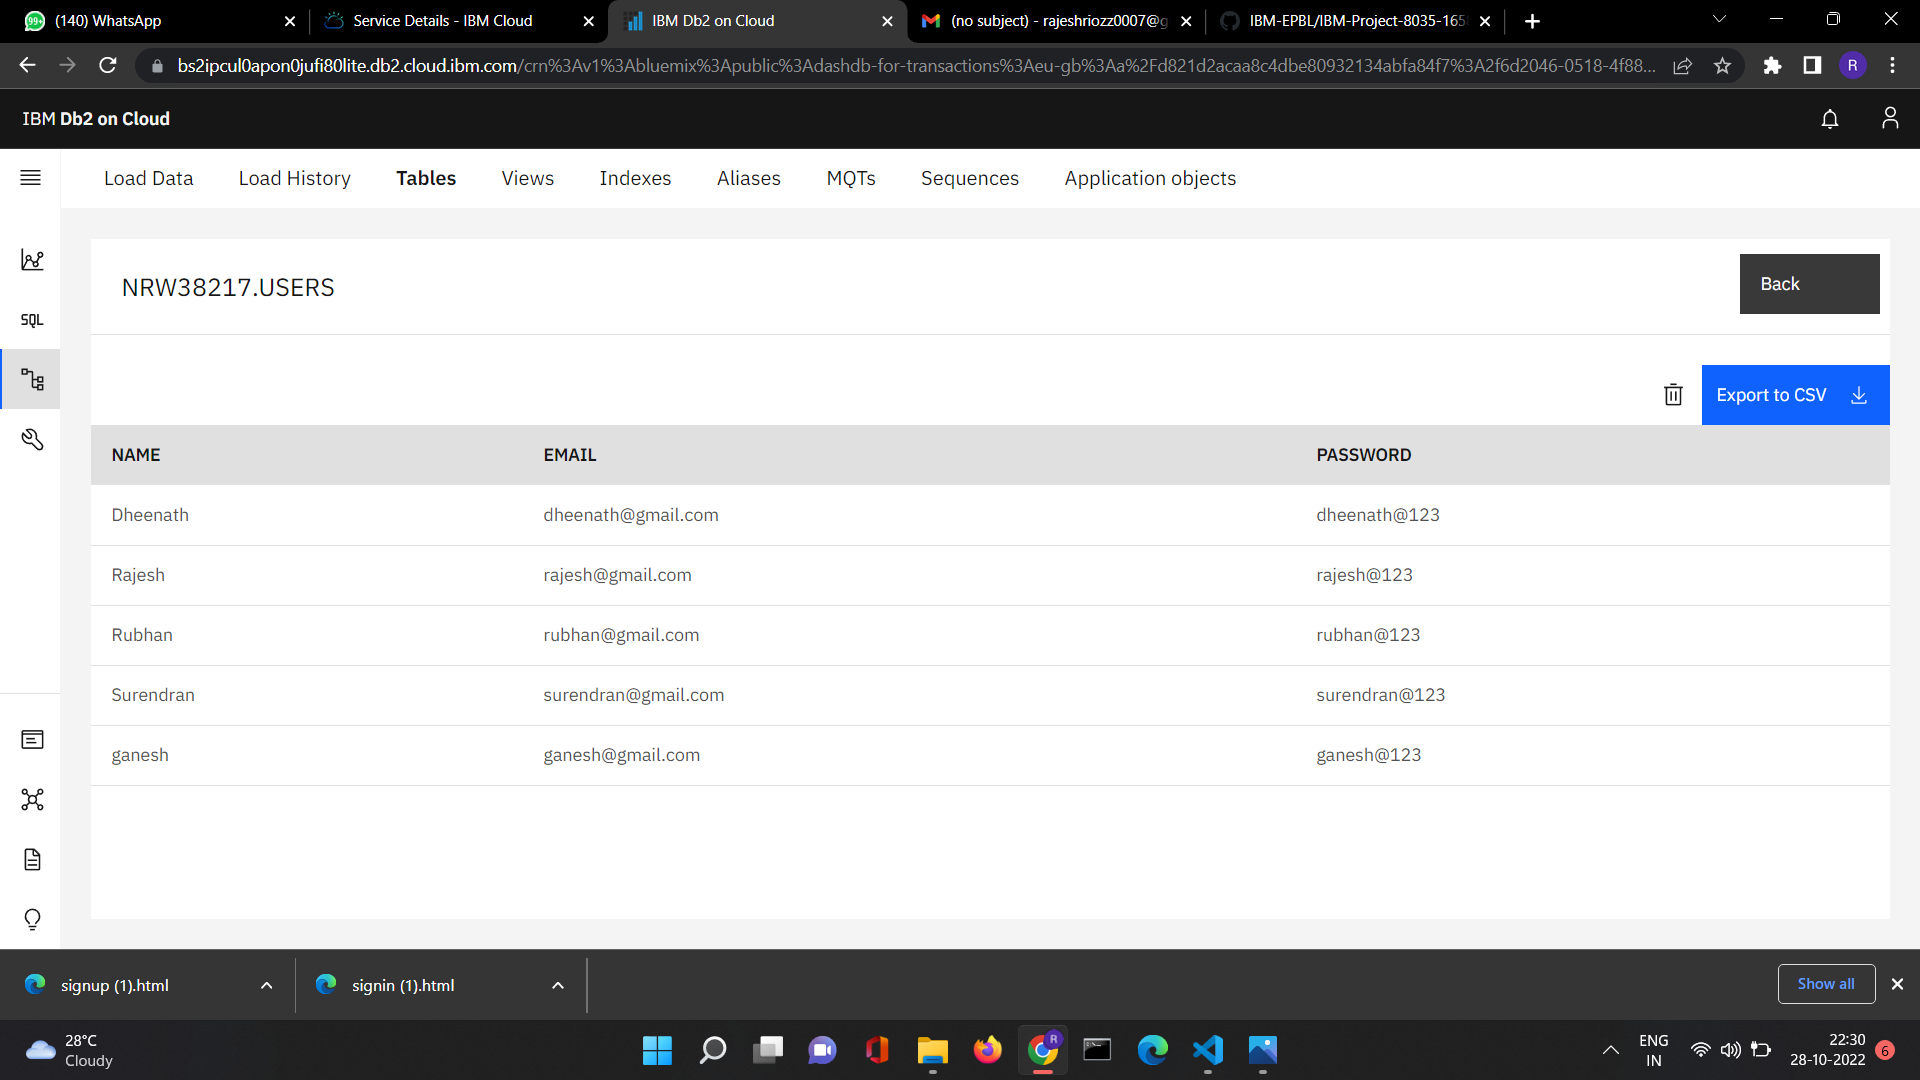 (140) WhatsApp
Service Details - IBM Cloud
IBM Db2 on Cloud
(no subject) - rajeshriozz0007@g
IBM-EPBL/IBM-Project-8035-165
bs2ipcul0apon0jufi80lite.db2.cloud.ibm.com/crn%3Av1%3Abluemix%3Apublic%3Adashdb-for-transactions%3Aeu-gb%3Aa%2Fd821d2acaa8c4dbe80932134abfa84f7%3A2f6d2046-0518-4f88...
R
IBM Db2 on Cloud
Load Data
Load History
Tables
Views
Indexes
Aliases
MQTs
Sequences
Application objects
SQL
NRW38217.USERS
Back
Export to CSV
NAME EMAIL PASSWORD
Dheenath dheenath@gmail.com dheenath@123
Rajesh rajesh@gmail.com rajesh@123
Rubhan rubhan@gmail.com rubhan@123
Surendran surendran@gmail.com surendran@123
ganesh ganesh@gmail.com ganesh@123
signup (1).html
signin (1).html
Show all
28°C
Cloudy
R
ENG
IN
22:30
28-10-2022
6